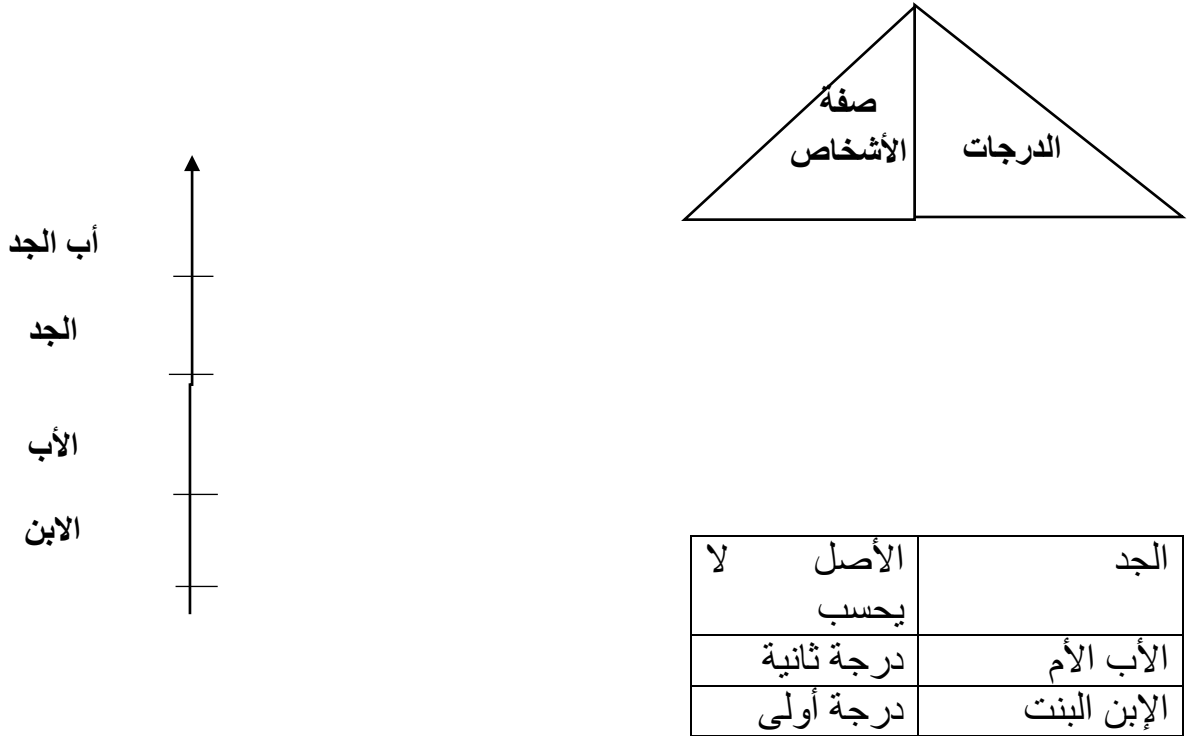 صفة
الأشخاص
الدرجات
أب الجد
الجد
الأب
الابن
الجد
الأصل لا
يحسب
الأب الأم
درجة ثانية
الإبن البنت
درجة أولى